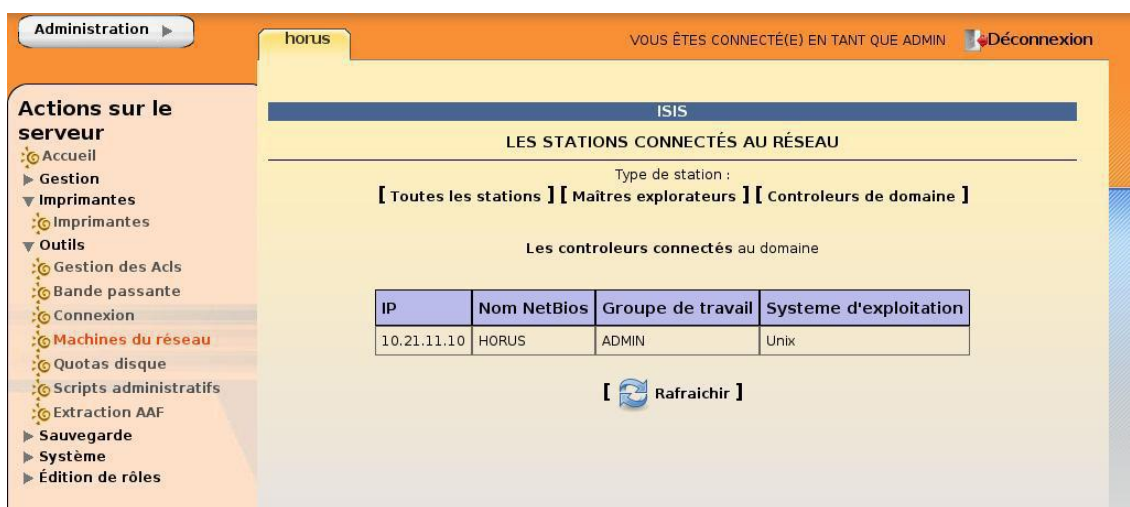 Administration
horus
VOUS ÊTES CONNECTÉ(E) EN TANT QUE ADMIN
Déconnexion
Actions sur le
serveur
Accueil
Gestion
Imprimantes
Imprimantes
Outils
Gestion des Acls
Bande passante
Connexion
Machines du réseau
Quotas disque
Scripts administratifs
Extraction AAF
Sauvegarde
Système
Édition de rôles
ISIS
LES STATIONS CONNECTÉS AU RÉSEAU
Type de station :
[ Toutes les stations ] [ Maîtres explorateurs ] [ Controleurs de domaine ]
Les controleurs connectés au domaine
IP Nom NetBios Groupe de travail Systeme d'exploitation
10.21.11.10 HORUS ADMIN Unix
[ Rafraichir ]